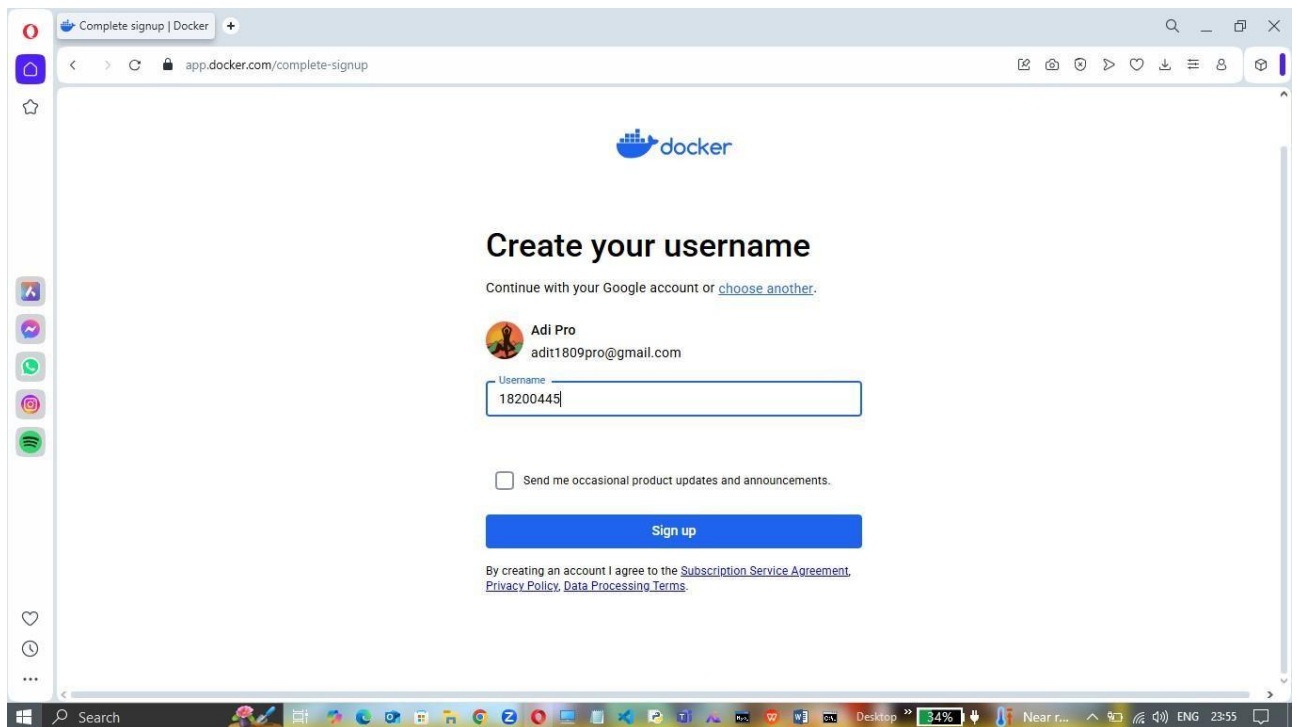 Complete signup | Docker
app.docker.com/complete-signup
docker
Create your username
Continue with your Google account or choose another.
Adi Pro
adit1809pro@gmail.com
Username
18200445
Send me occasional product updates and announcements.
Sign up
By creating an account I agree to the Subscription Service Agreement,
Privacy Policy, Data Processing Terms.
Search
Desktop
34%
Near r...
ENG
23:55